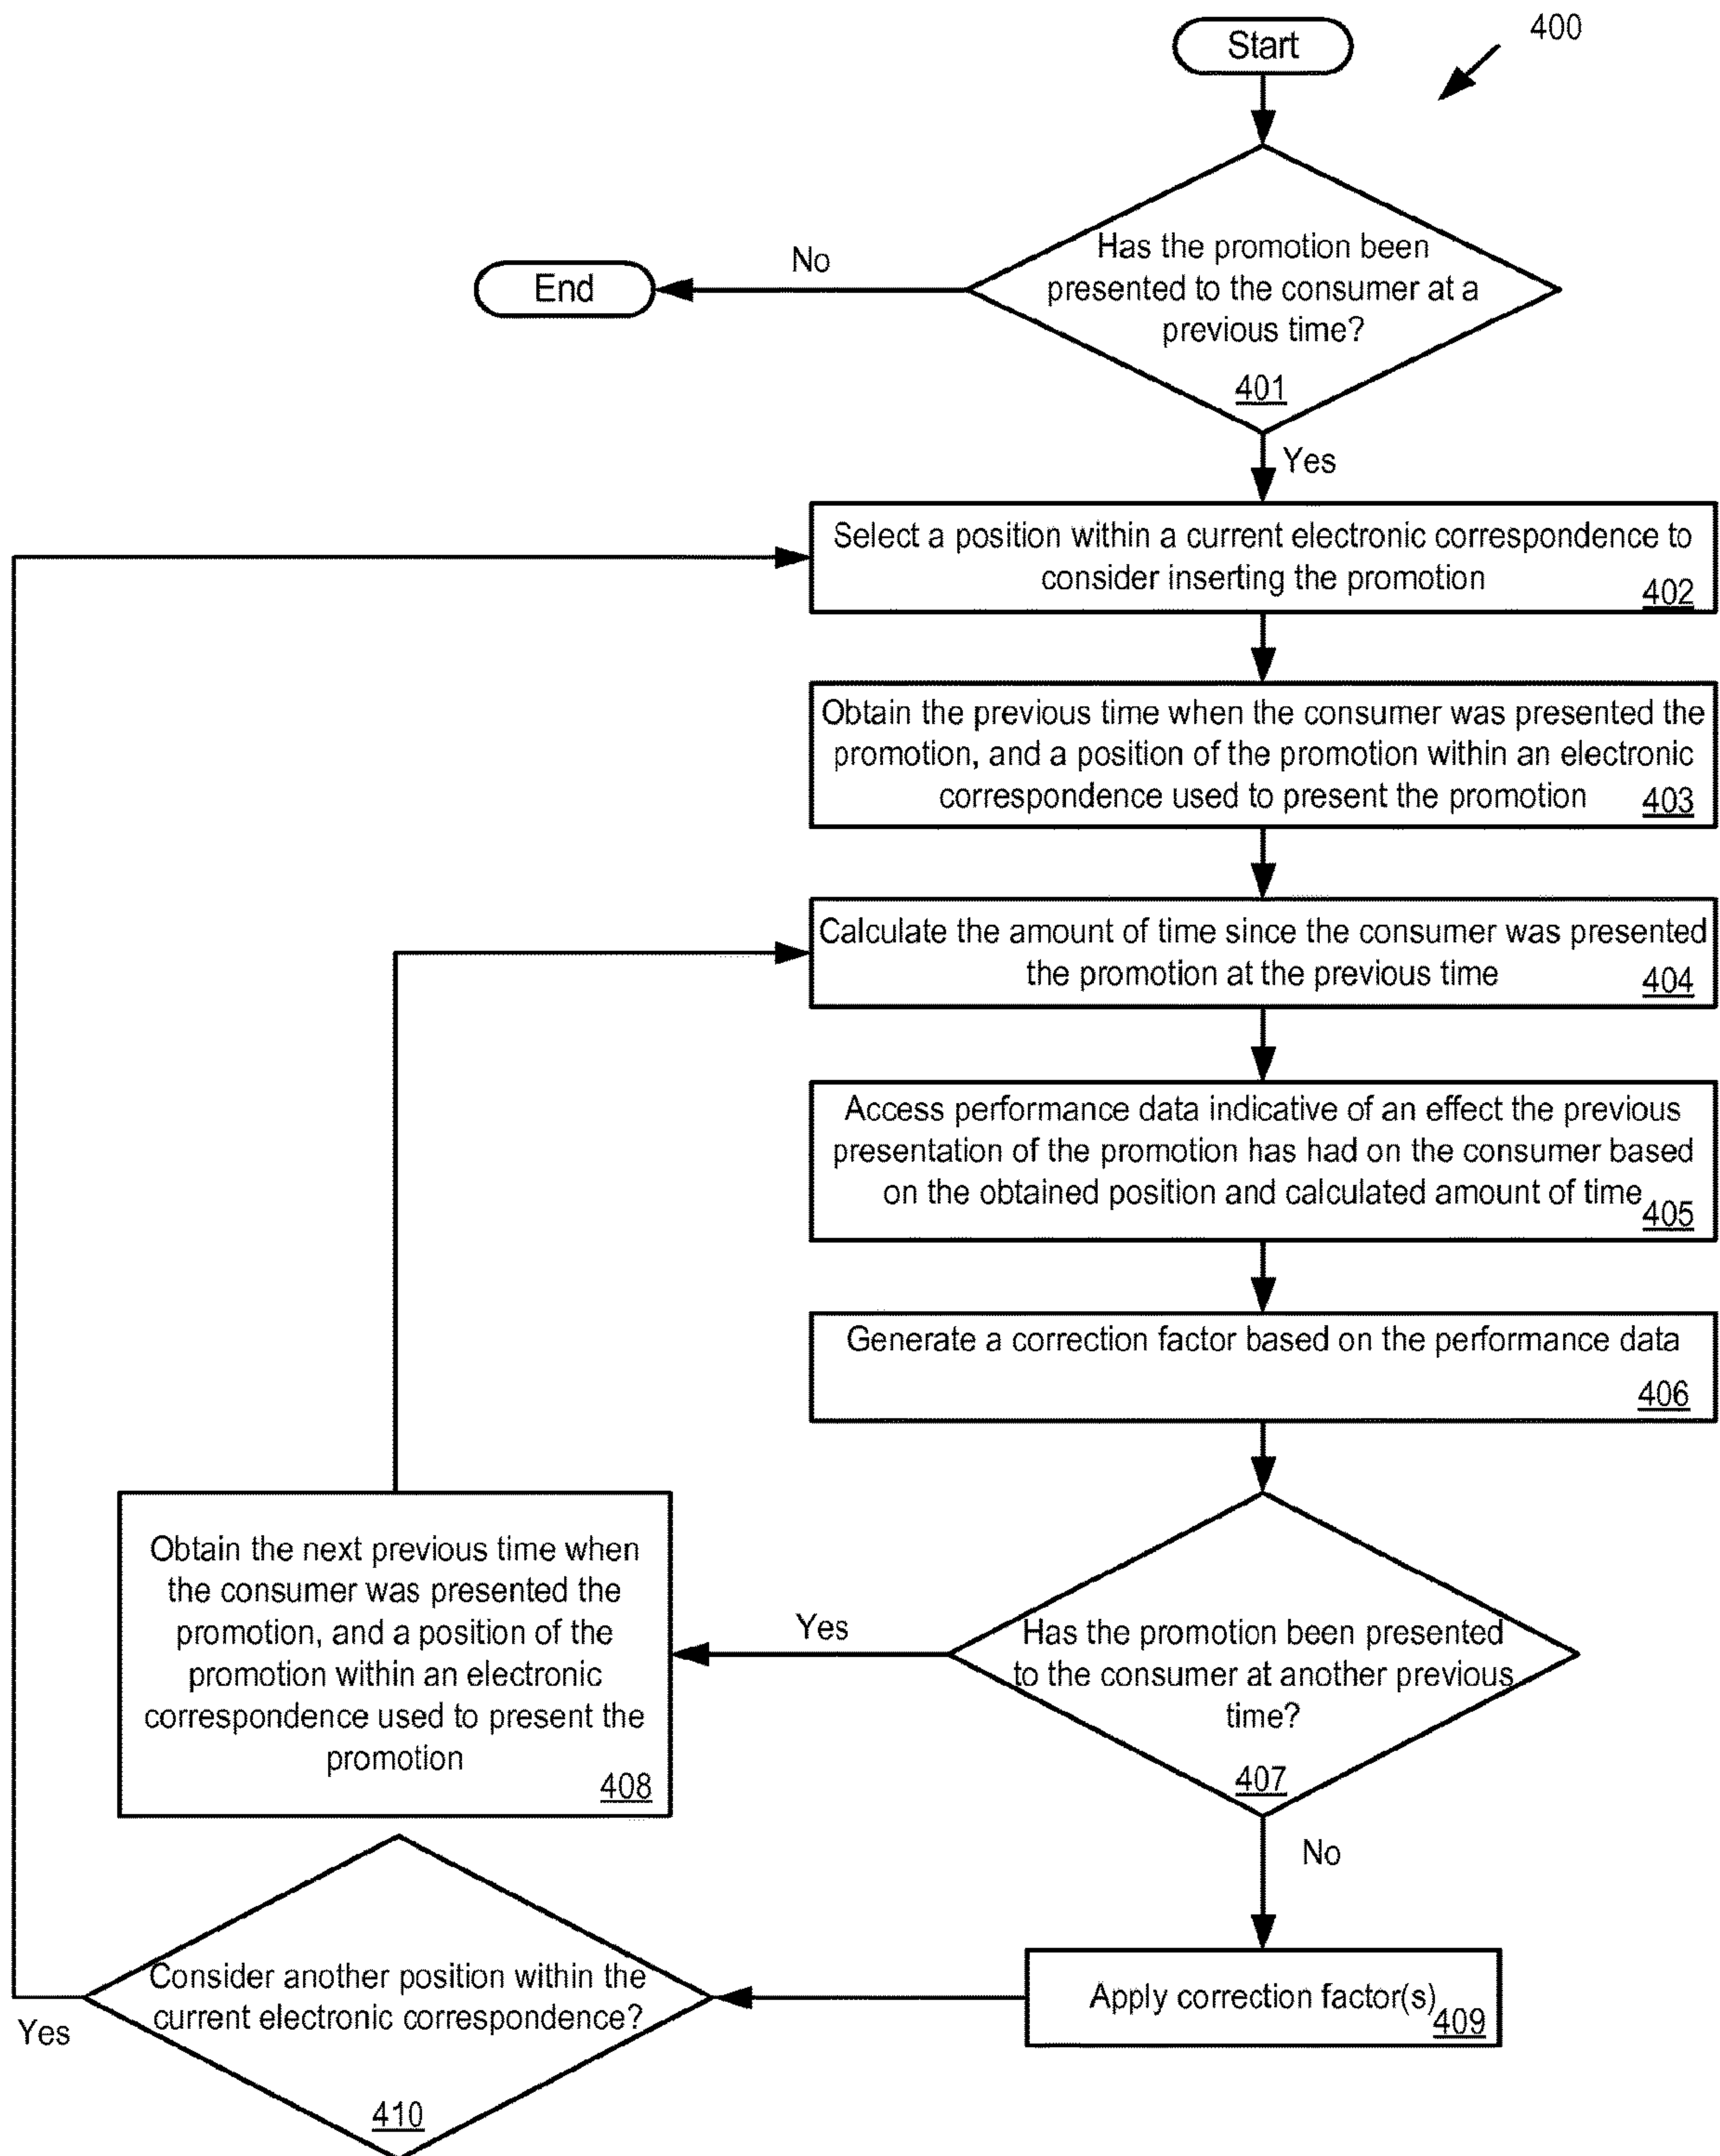 400
Start
Has the promotion been
presented to the consumer at a
previous time?
401
No
End
Yes
Select a position within a current electronic correspondence to
consider inserting the promotion
402
Obtain the previous time when the consumer was presented the
promotion, and a position of the promotion within an electronic
correspondence used to present the promotion
403
Calculate the amount of time since the consumer was presented
the promotion at the previous time
404
Access performance data indicative of an effect the previous
presentation of the promotion has had on the consumer based
on the obtained position and calculated amount of time
405
Generate a correction factor based on the performance data
406
Has the promotion been presented
to the consumer at another previous
time?
407
Yes
Obtain the next previous time when
the consumer was presented the
promotion, and a position of the
promotion within an electronic
correspondence used to present the
promotion
408
No
Apply correction factor(s)
409
Consider another position within the
current electronic correspondence?
410
Yes